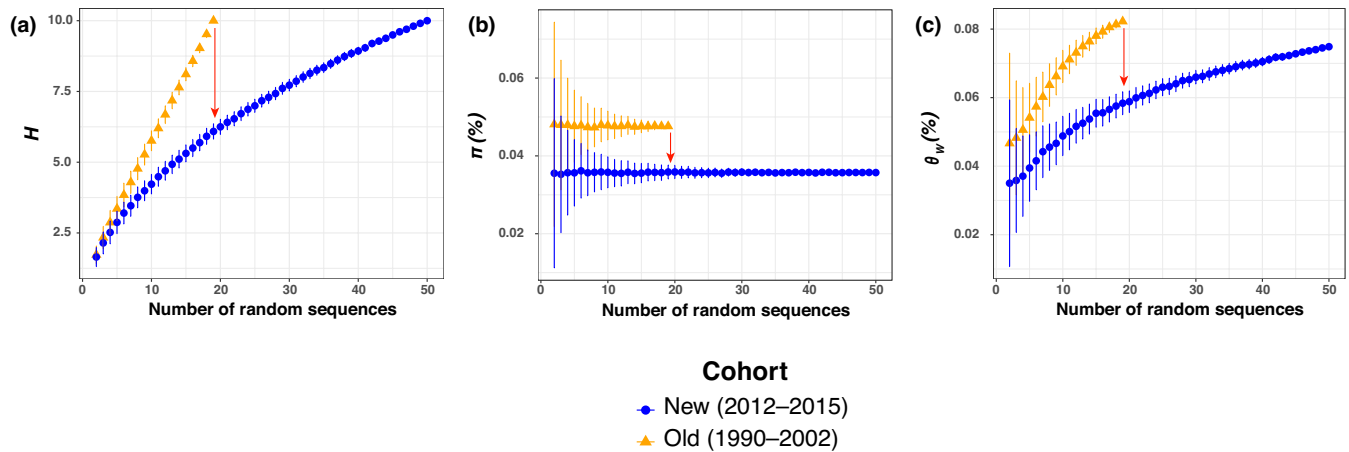 (a)
H
10.0
7.5
5.0
2.5
0 10 20 30 40 50
Number of random sequences
(b)
π (%)
0.06
0.04
0.02
0 10 20 30 40 50
Number of random sequences
(c)
θw(%)
0.08
0.06
0.04
0.02
0 10 20 30 40 50
Number of random sequences
Cohort
New (2012–2015)
Old (1990–2002)